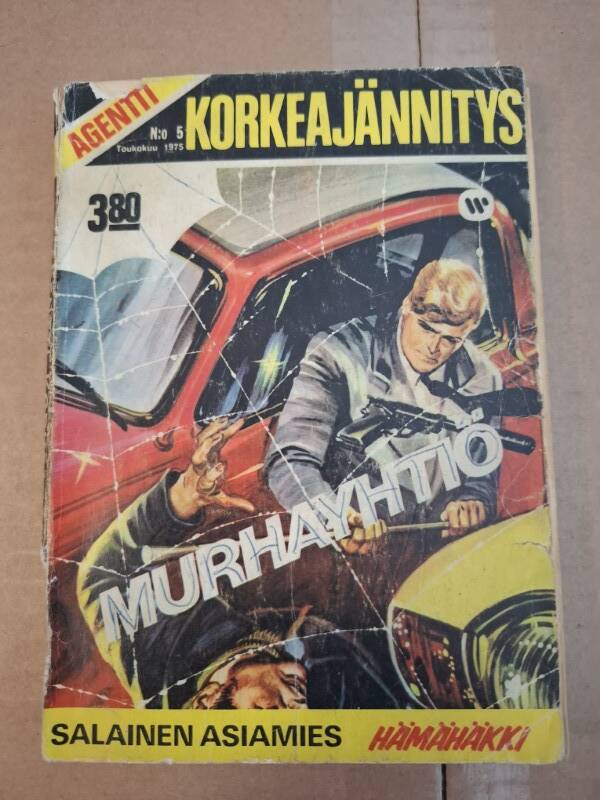 AGENTTI
N:o 5
Toukokuu 1975
KORKEAJÄNNITYS
3,80
W
MURHAYHTIÖ
SALAINEN ASIAMIES HÄMÄHÄKKI